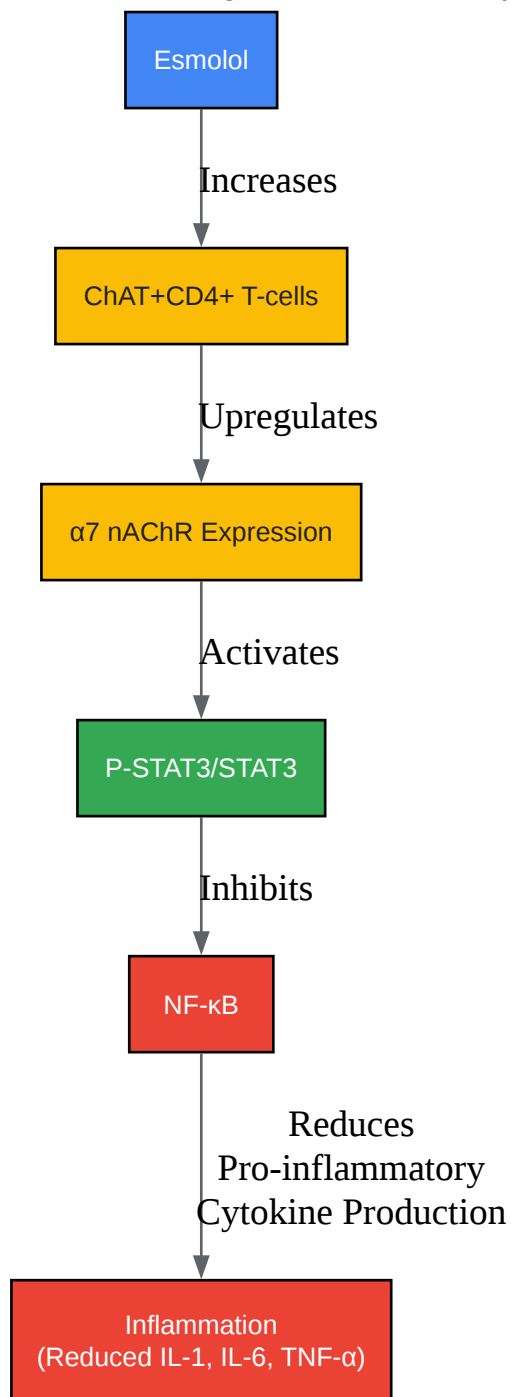 Esmolol
Increases
ChAT+CD4+ T-cells
Upregulates
α7 nAChR Expression
Activates
P-STAT3/STAT3
Inhibits
NF-κB
Reduces
Pro-inflammatory
Cytokine Production
Inflammation
(Reduced IL-1, IL-6, TNF-α)